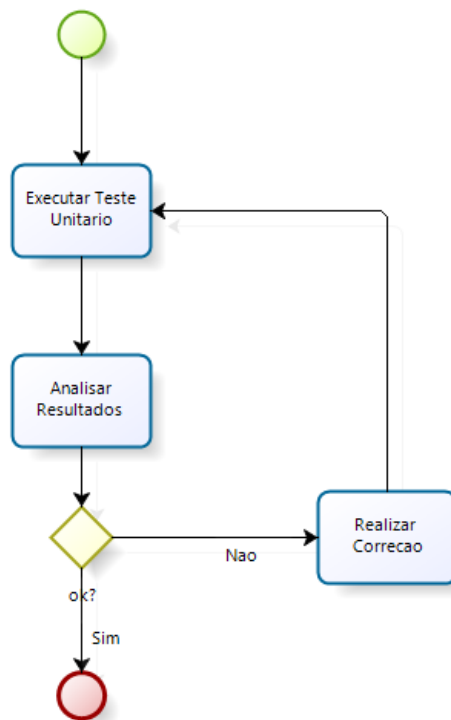 Executar Teste
Unitario
Analisar
Resultados
Realizar
Correcao
Nao
ok?
Sim